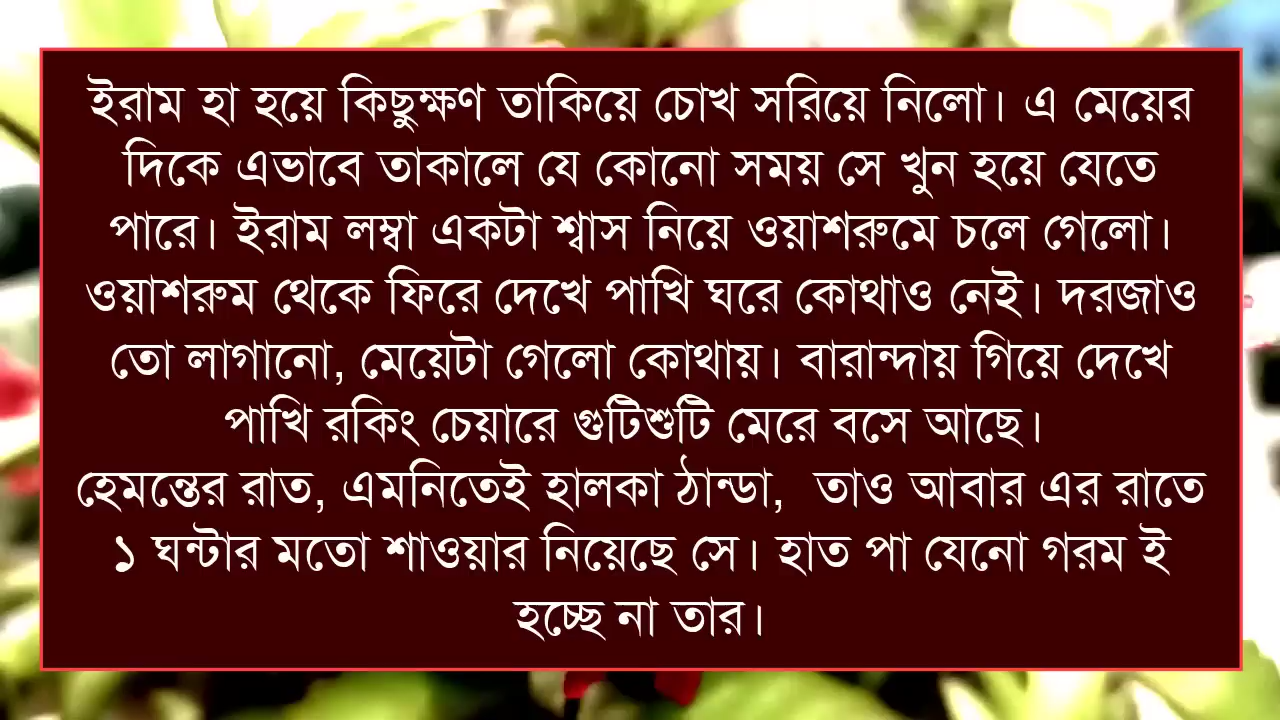 ইরাম হা হয়ে কিছুক্ষণ তাকিয়ে চোখ সরিয়ে নিলো। এ মেয়ের
দিকে এভাবে তাকালে যে কোনো সময় সে খুন হয়ে যেতে
পারে। ইরাম লম্বা একটা শ্বাস নিয়ে ওয়াশরুমে চলে গেলো।
ওয়াশরুম থেকে ফিরে দেখে পাখি ঘরে কোথাও নেই। দরজাও
তো লাগানো, মেয়েটা গেলো কোথায়। বারান্দায় গিয়ে দেখে
পাখি রকিং চেয়ারে গুটিশুটি মেরে বসে আছে।
হেমন্তের রাত, এমনিতেই হালকা ঠান্ডা, তাও আবার এর রাতে
১ ঘন্টার মতো শাওয়ার নিয়েছে সে। হাত পা যেনো গরম ই
হচ্ছে না তার।